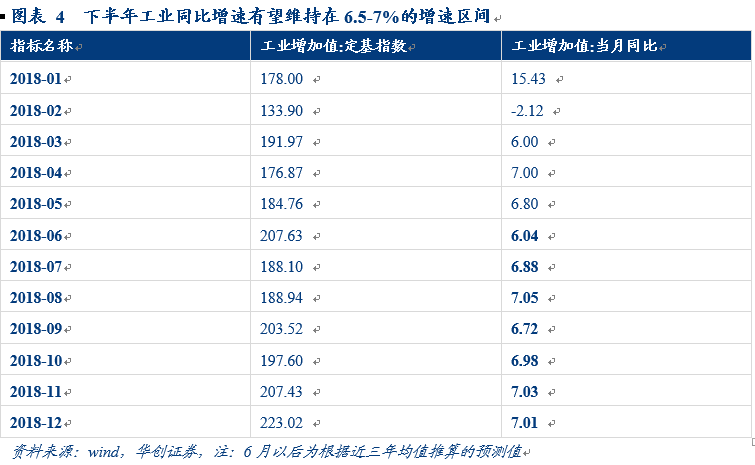 图表 4 下半年工业同比增速有望维持在 6.5-7%的增速区间
指标名称 工业增加值:定基指数 工业增加值:当月同比
2018-01 178.00 15.43
2018-02 133.90 -2.12
2018-03 191.97 6.00
2018-04 176.87 7.00
2018-05 184.76 6.80
2018-06 207.63 6.04
2018-07 188.10 6.88
2018-08 188.94 7.05
2018-09 203.52 6.72
2018-10 197.60 6.98
2018-11 207.43 7.03
2018-12 223.02 7.01
资料来源：wind，华创证券，注：6 月以后为根据近三年均值推算的预测值